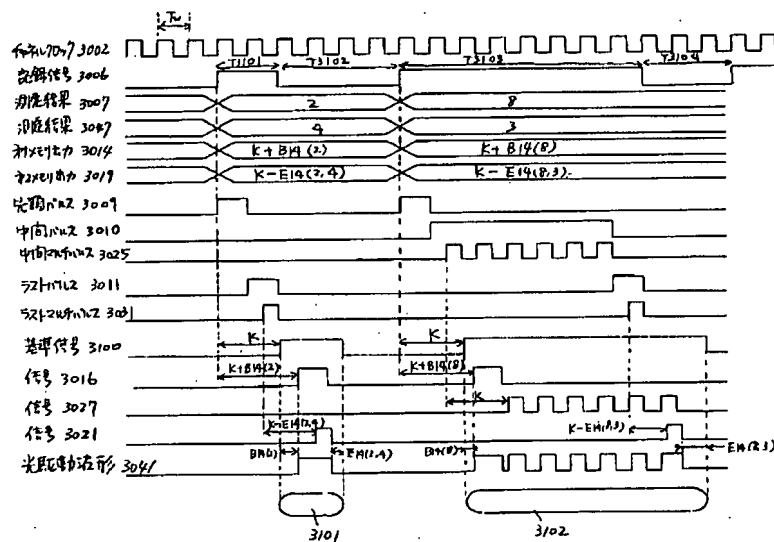 Tw
チャネルクロック 3002
T3101 T3102 T3103 T3104
記録信号 3006
測定結果 3007 2 8
測定結果 3047 4 3
第1メモリ出力 3014 K+B14(2) K+B14(8)
第2メモリ出力 3019 K-E14(2,4) K-E14(8,3)
先頭パルス 3009
中間パルス 3010
中間マルチパルス 3025
ラストパルス 3011
ラストマルチパルス 3031
K K
基準信号 3100
K+B14(2) K+B14(8)
信号 3016
K
信号 3027
K-E14(2,4) K-E14(8,3)
信号 3021
B14(2) E14(2,4) B14(8) E14(8,3)
光駆動波形 3041
3101 3102